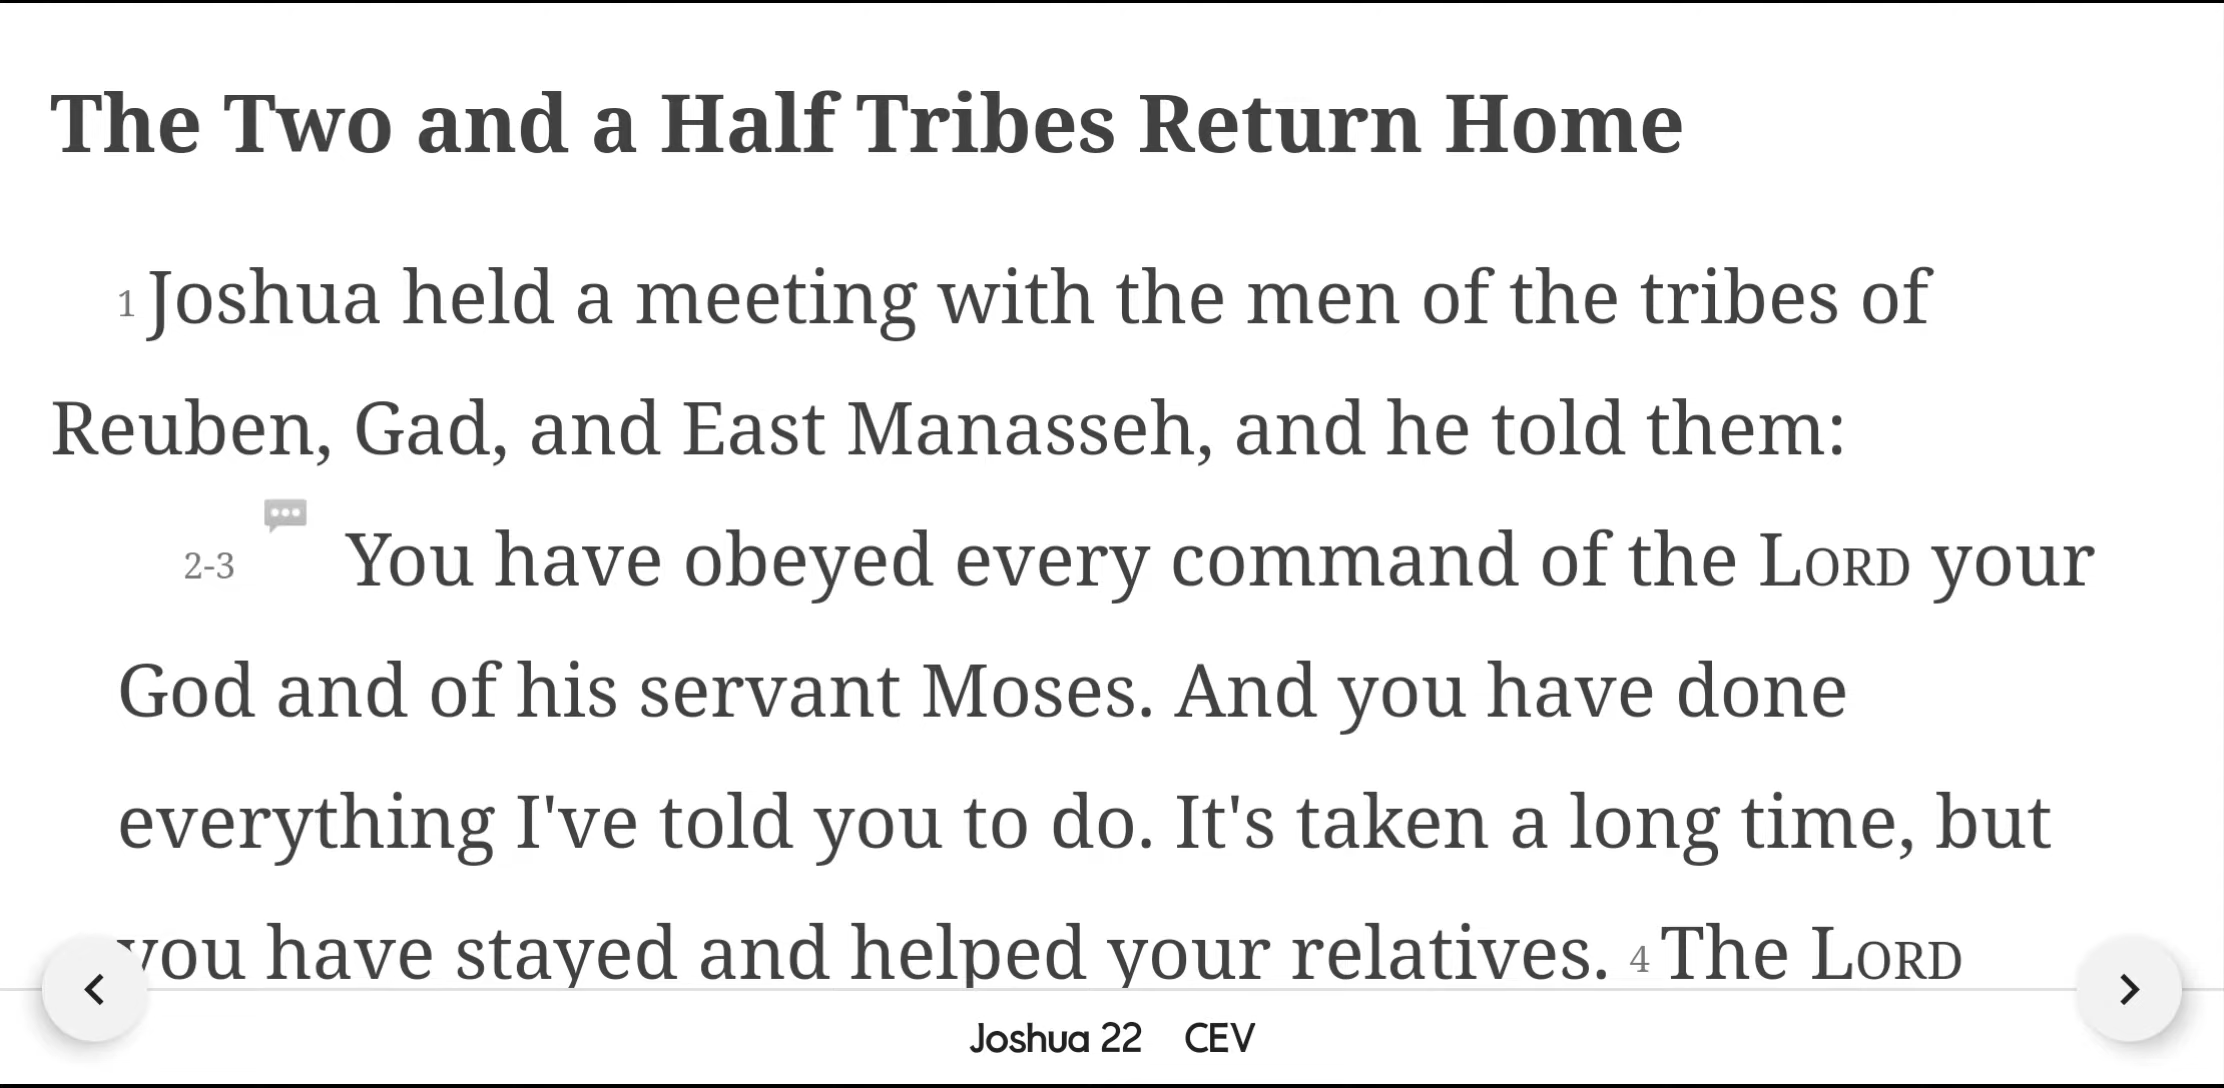 The Two and a Half Tribes Return Home
1 Joshua held a meeting with the men of the tribes of
Reuben, Gad, and East Manasseh, and he told them:
2-3 You have obeyed every command of the LORD your
God and of his servant Moses. And you have done
everything I've told you to do. It's taken a long time, but
you have stayed and helped your relatives. 4 The LORD
Joshua 22 CEV